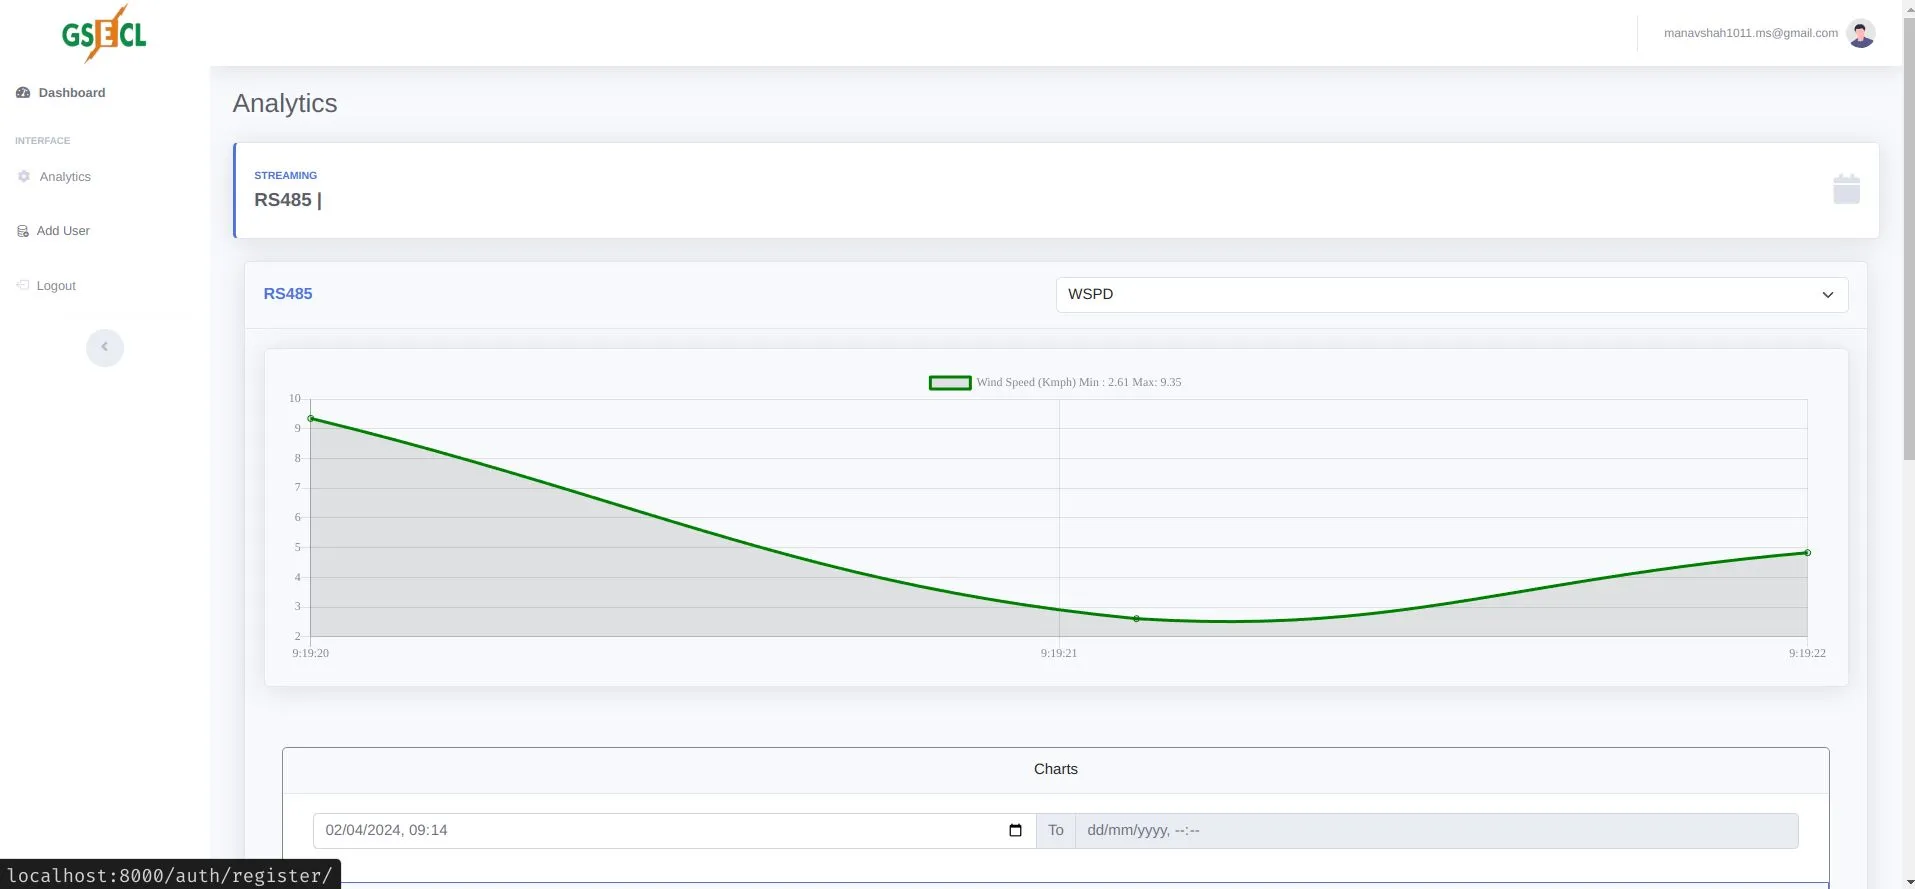 GSECL
manavshah1011.ms@gmail.com
Dashboard
INTERFACE
Analytics
Add User
Logout
Analytics
STREAMING
RS485 |
RS485
WSPD
Wind Speed (Kmph) Min : 2.61 Max: 9.35
10
9
8
7
6
5
4
3
2
9:19:20 9:19:21 9:19:22
Charts
02/04/2024, 09:14 To dd/mm/yyyy, --:--
localhost:8000/auth/register/